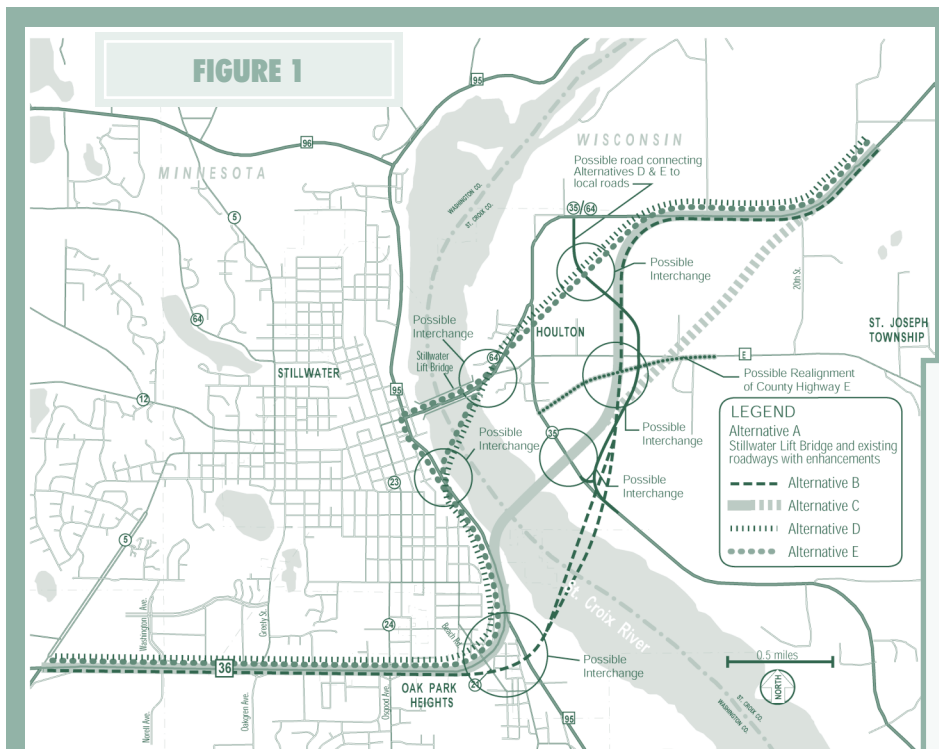 FIGURE 1
95
96
WISCONSIN
MINNESOTA
Possible road connecting
Alternatives D & E to
local roads
WASHINGTON CO.
ST. CROIX CO.
5
35
64
Possible
Interchange
20th St.
64
Possible
Interchange
HOULTON
ST. JOSEPH
TOWNSHIP
Stillwater
Lift Bridge
64
E
STILLWATER
Possible Realignment
of County Highway E
95
12
LEGEND
Alternative A
Stillwater Lift Bridge and existing
roadways with enhancements
Alternative B
Alternative C
Alternative D
Alternative E
Possible
Interchange
35
Possible
Interchange
23
Possible
Interchange
5
St. Croix River
Washington Ave.
Greely St.
24
Beach Rd.
36
Possible
Interchange
0.5 miles
24
NORTH
OAK PARK
HEIGHTS
Norell Ave.
Oakgren Ave.
Osgood Ave.
95
ST. CROIX CO.
WASHINGTON CO.